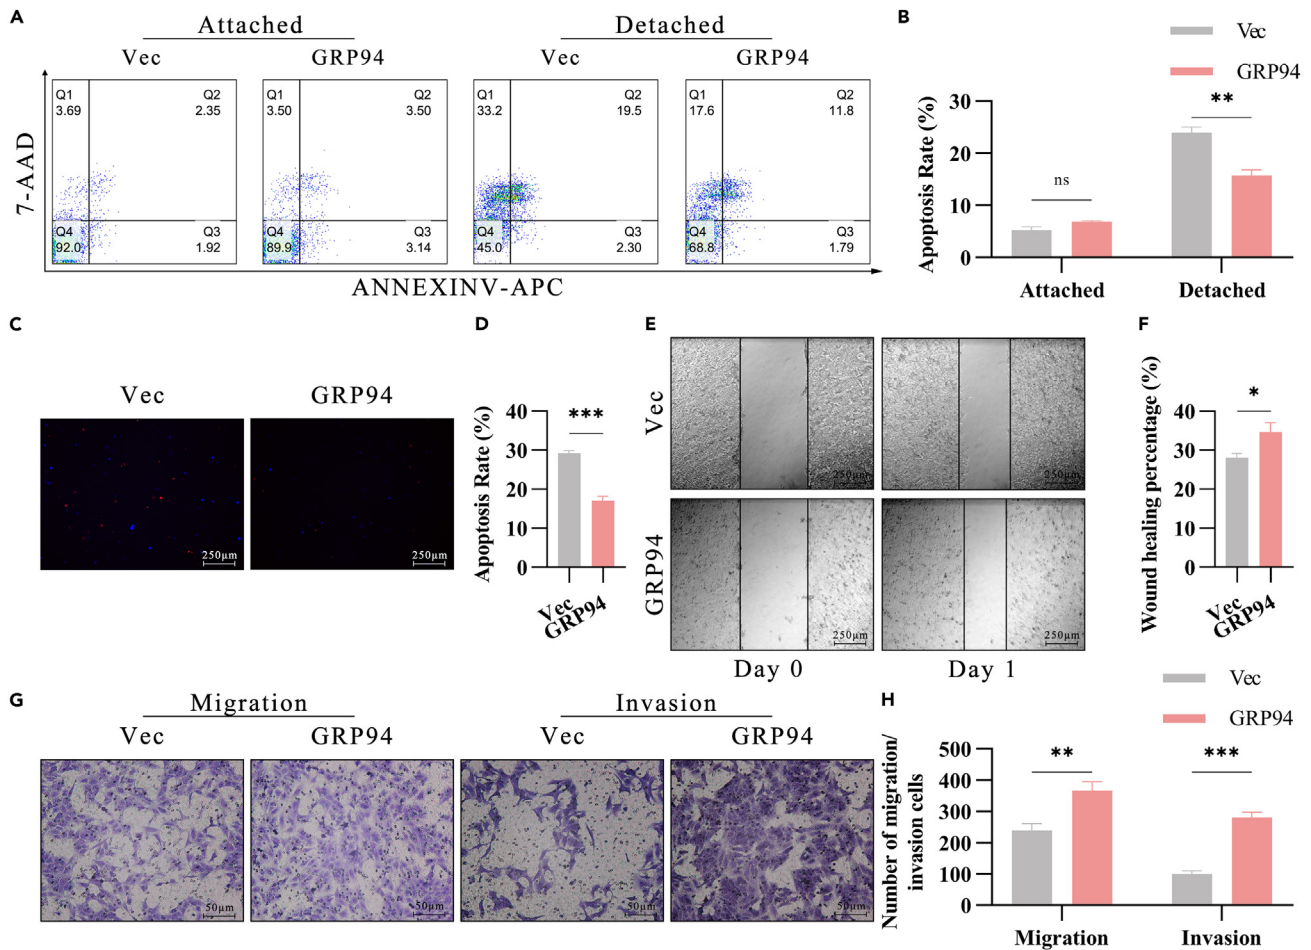 A
Attached
Detached
Vec
GRP94
Vec
GRP94
7-AAD
Q1
3.69
Q2
2.35
Q4
92.0
Q3
1.92
Q1
3.50
Q2
3.50
Q4
89.9
Q3
3.14
Q1
33.2
Q2
19.5
Q4
45.0
Q3
2.30
Q1
17.6
Q2
11.8
Q4
68.8
Q3
1.79
ANNEXINV-APC
B
Vec
GRP94
Apoptosis Rate (%)
30
20
10
0
ns
**
Attached
Detached
C
Vec
GRP94
250μm
250μm
D
Apoptosis Rate (%)
40
30
20
10
0
***
Vec
GRP94
E
Vec
GRP94
250μm
250μm
250μm
250μm
Day 0
Day 1
F
Wound healing percentage (%)
40
30
20
10
0
*
Vec
GRP94
G
Migration
Invasion
Vec
GRP94
Vec
GRP94
50μm
50μm
50μm
50μm
H
Vec
GRP94
Number of migration/
invasion cells
500
400
300
200
100
0
**
***
Migration
Invasion